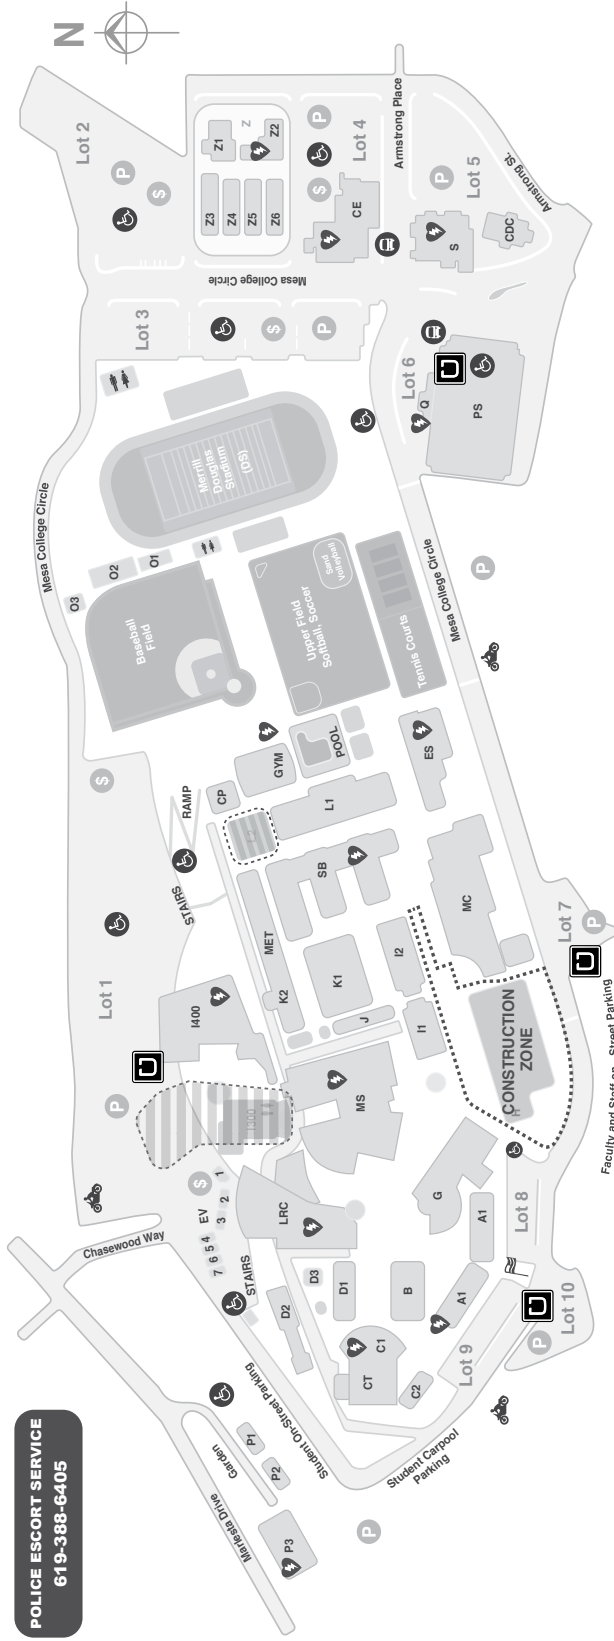 N
Lot 2
P
$
Z1
Z
Z2
Z3
Z4
Z5
Z6
P
$
Lot 4
CE
Armstrong Place
P
Lot 5
Armstrong St.
S
CDC
Mesa College Circle
Lot 3
$
P
Lot 6
Q
PS
Merrill
Douglas
Stadium
(DS)
Mesa College Circle
O1
O2
O3
Baseball
Field
Upper Field
Softball, Soccer
Sand
Volleyball
Tennis Courts
Mesa College Circle
P
$
RAMP
CP
GYM
POOL
ES
L1
STAIRS
SB
MET
K2
K1
J
I2
I1
MC
Lot 7
P
Faculty and Staff on - Street Parking
CONSTRUCTION
ZONE
H
Lot 1
P
I400
I300
MS
$
EV
1
2
3
4
5
6
7
LRC
G
A1
Lot 8
Chasewood Way
STAIRS
D3
D2
D1
B
A1
Lot 10
P
Lot 9
C1
CT
C2
Student On-Street Parking
Student Carpool
Parking
P
Garden
P1
P2
P3
Marlesta Drive
POLICE ESCORT SERVICE
619-388-6405